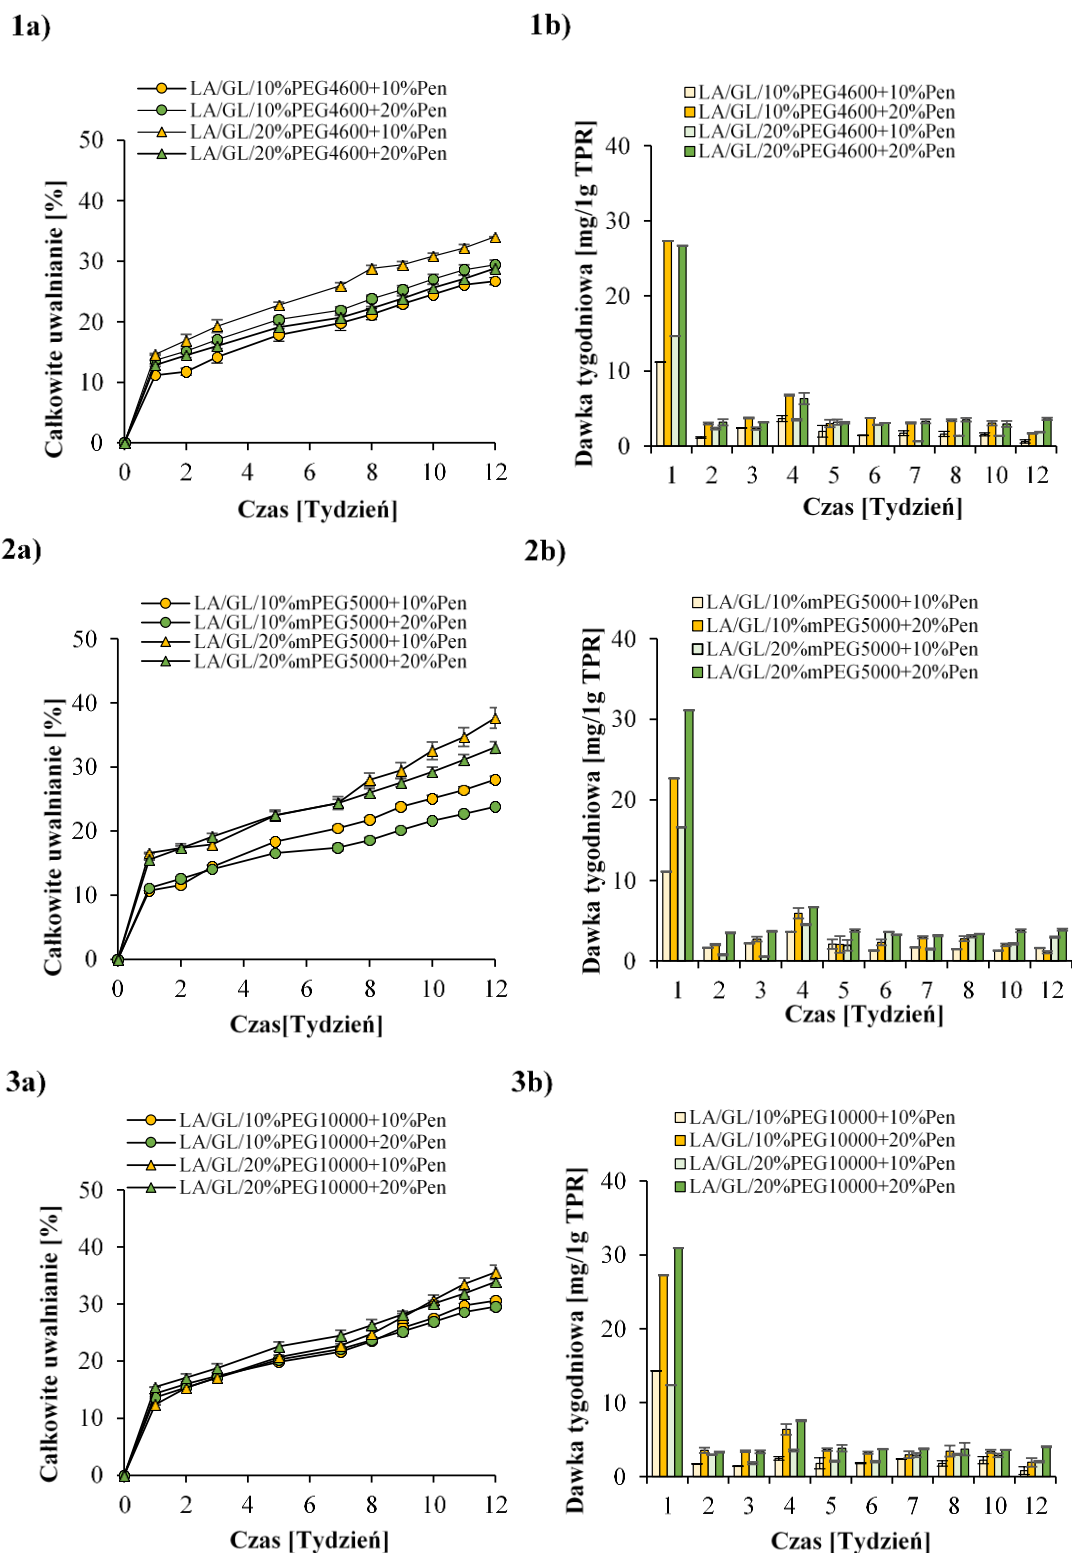 1a)
LA/GL/10%PEG4600+10%Pen
LA/GL/10%PEG4600+20%Pen
LA/GL/20%PEG4600+10%Pen
LA/GL/20%PEG4600+20%Pen
Całkowite uwalnianie [%]
50
40
30
20
10
0
0 2 4 6 8 10 12
Czas [Tydzień]
1b)
LA/GL/10%PEG4600+10%Pen
LA/GL/10%PEG4600+20%Pen
LA/GL/20%PEG4600+10%Pen
LA/GL/20%PEG4600+20%Pen
Dawka tygodniowa [mg/1g TPR]
40
30
20
10
0
1 2 3 4 5 6 7 8 10 12
Czas [Tydzień]
2a)
LA/GL/10%mPEG5000+10%Pen
LA/GL/10%mPEG5000+20%Pen
LA/GL/20%mPEG5000+10%Pen
LA/GL/20%mPEG5000+20%Pen
Całkowite uwalnianie [%]
50
40
30
20
10
0
0 2 4 6 8 10 12
Czas[Tydzień]
2b)
LA/GL/10%mPEG5000+10%Pen
LA/GL/10%mPEG5000+20%Pen
LA/GL/20%mPEG5000+10%Pen
LA/GL/20%mPEG5000+20%Pen
Dawka tygodniowa [mg/1g TPR]
40
30
20
10
0
1 2 3 4 5 6 7 8 10 12
Czas [Tydzień]
3a)
LA/GL/10%PEG10000+10%Pen
LA/GL/10%PEG10000+20%Pen
LA/GL/20%PEG10000+10%Pen
LA/GL/20%PEG10000+20%Pen
Całkowite uwalnianie [%]
50
40
30
20
10
0
0 2 4 6 8 10 12
Czas [Tydzień]
3b)
LA/GL/10%PEG10000+10%Pen
LA/GL/10%PEG10000+20%Pen
LA/GL/20%PEG10000+10%Pen
LA/GL/20%PEG10000+20%Pen
Dawka tygodniowa [mg/1g TPR]
40
30
20
10
0
1 2 3 4 5 6 7 8 10 12
Czas [Tydzień]